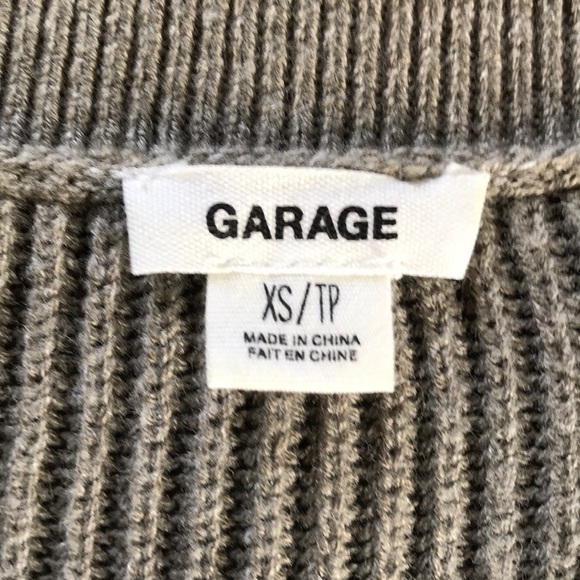 GARAGE
XS/TP
MADE IN CHINA
FAIT EN CHINE